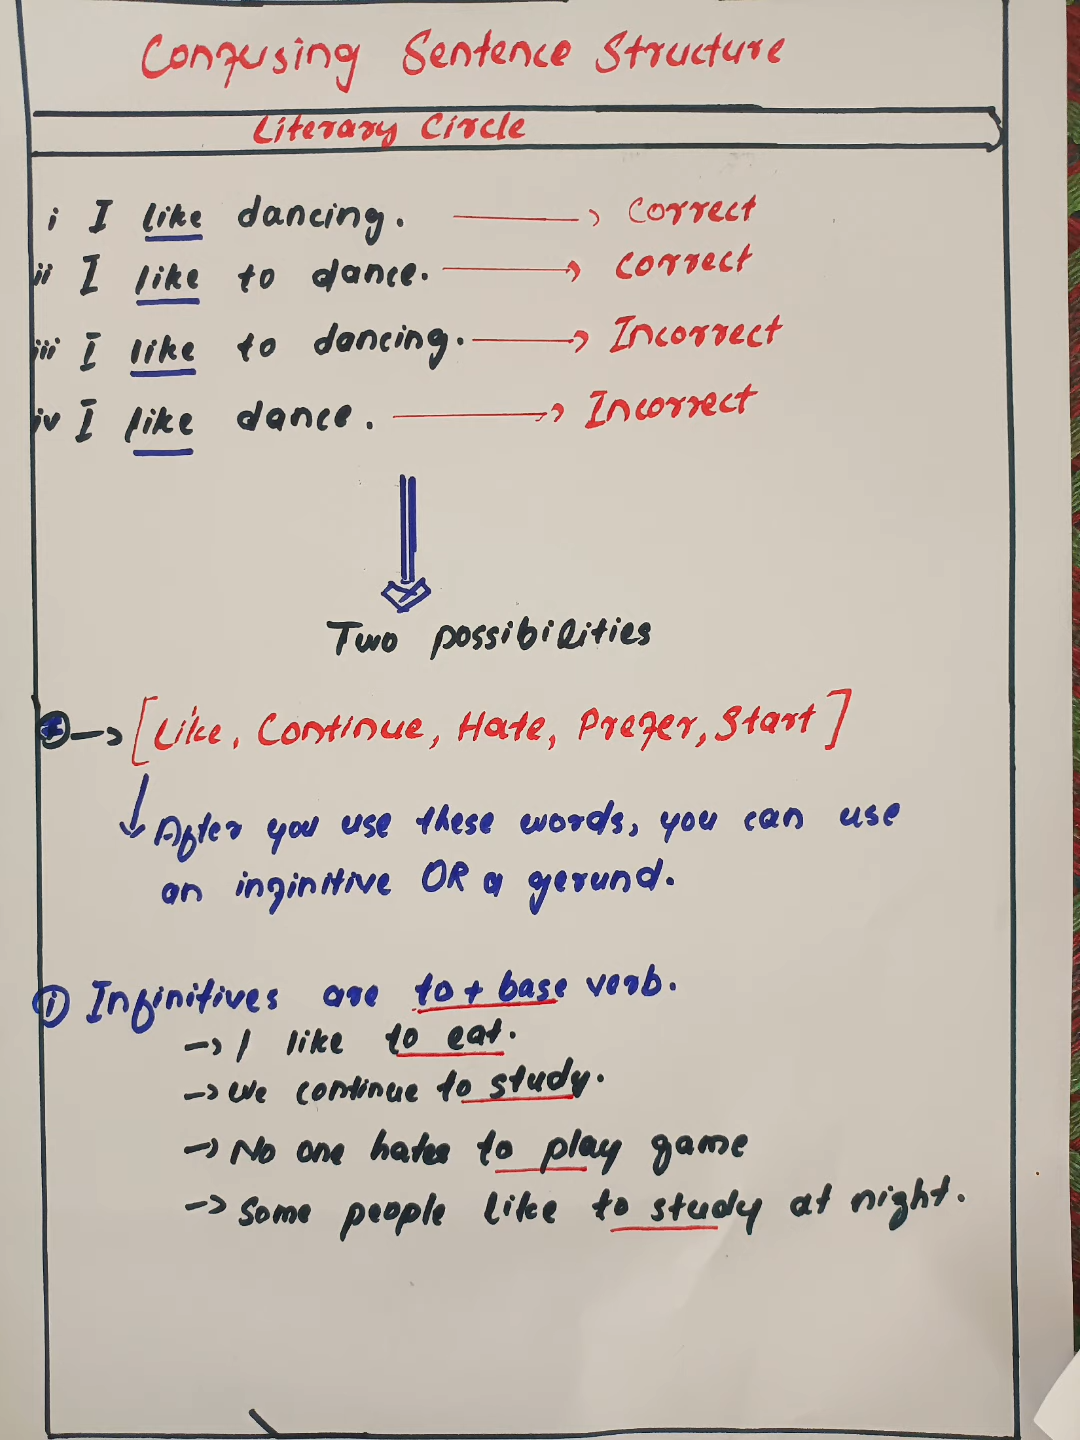 Confusing Sentence Structure
Literary Circle
i I like dancing. → correct
ii I like to dance. → correct
iii I like to dancing. → Incorrect
iv I like dance. → Incorrect
Two possibilities
* → [Like, Continue, Hate, Prefer, Start]
After you use these words, you can use
an infinitive OR a gerund.
i Infinitives are to + base verb.
→ I like to eat.
→ We continue to study.
→ No one hates to play game
→ Some people like to study at night.